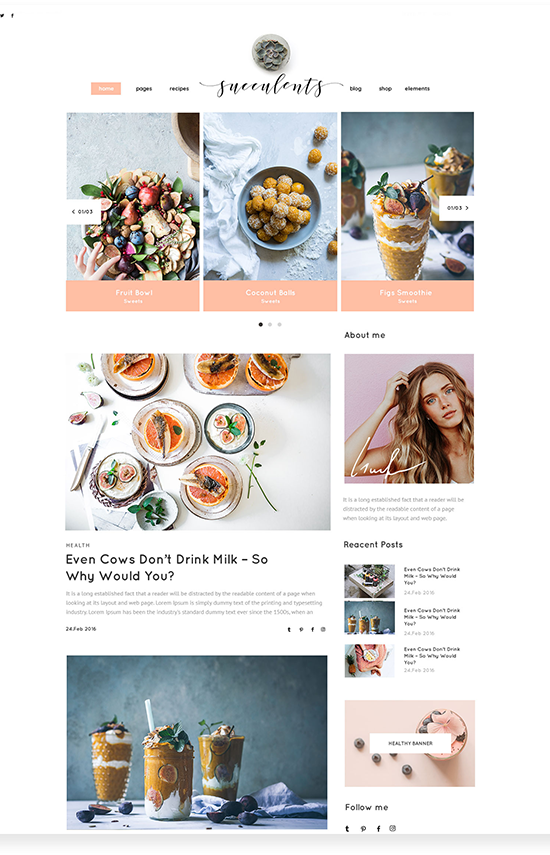 home
pages
recipes
succulents
blog
shop
elements
01/03
01/03
Fruit Bowl
Sweets
Coconut Balls
Sweets
Figs Smoothie
Sweets
About me
It is a long established fact that a reader will be
distracted by the readable content of a page
when looking at its layout and web page.
HEALTH
Even Cows Don't Drink Milk – So
Why Would You?
It is a long established fact that a reader will be distracted by the readable content of a page when
looking at its layout and web page. Lorem Ipsum is simply dummy text of the printing and typesetting
industry. Lorem Ipsum has been the industry's standard dummy text ever since the 1500s, when an
24.Feb 2016
Reacent Posts
Even Cows Don't Drink
Milk – So Why Would
You?
24.Feb 2016
Even Cows Don't Drink
Milk – So Why Would
You?
24.Feb 2016
Even Cows Don't Drink
Milk – So Why Would
You?
24.Feb 2016
HEALTHY BANNER
Follow me